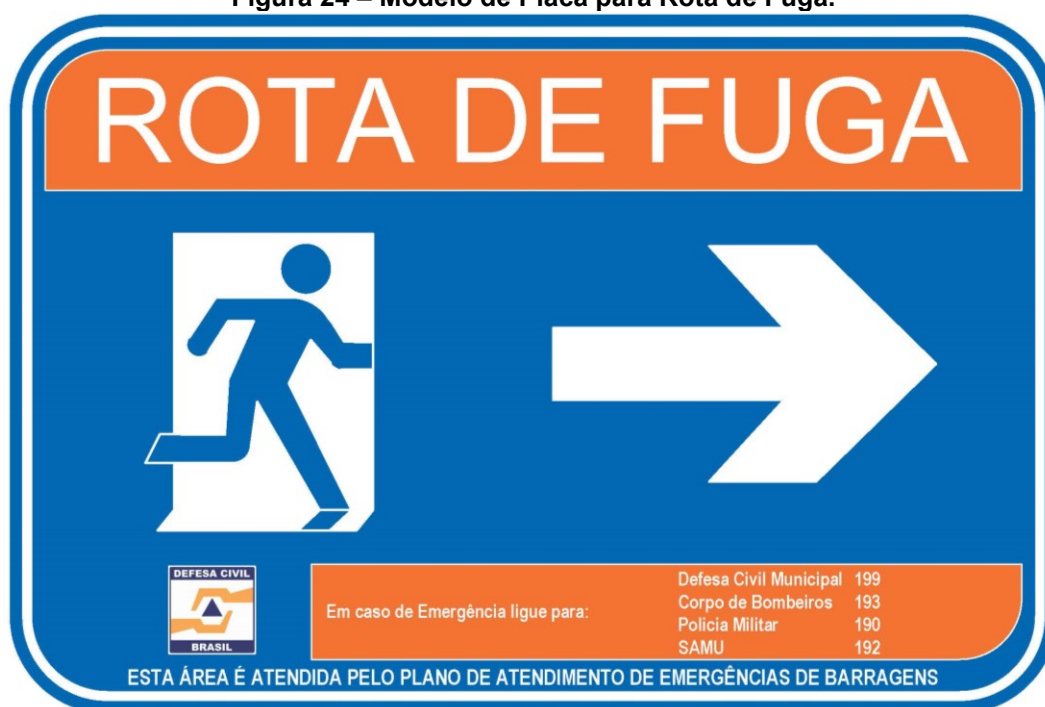 Figura 24 – Modelo de Placa para Rota de Fuga.
ROTA DE FUGA
DEFESA CIVIL
BRASIL
Em caso de Emergência ligue para:
Defesa Civil Municipal 199
Corpo de Bombeiros 193
Policia Militar 190
SAMU 192
ESTA ÁREA É ATENDIDA PELO PLANO DE ATENDIMENTO DE EMERGÊNCIAS DE BARRAGENS